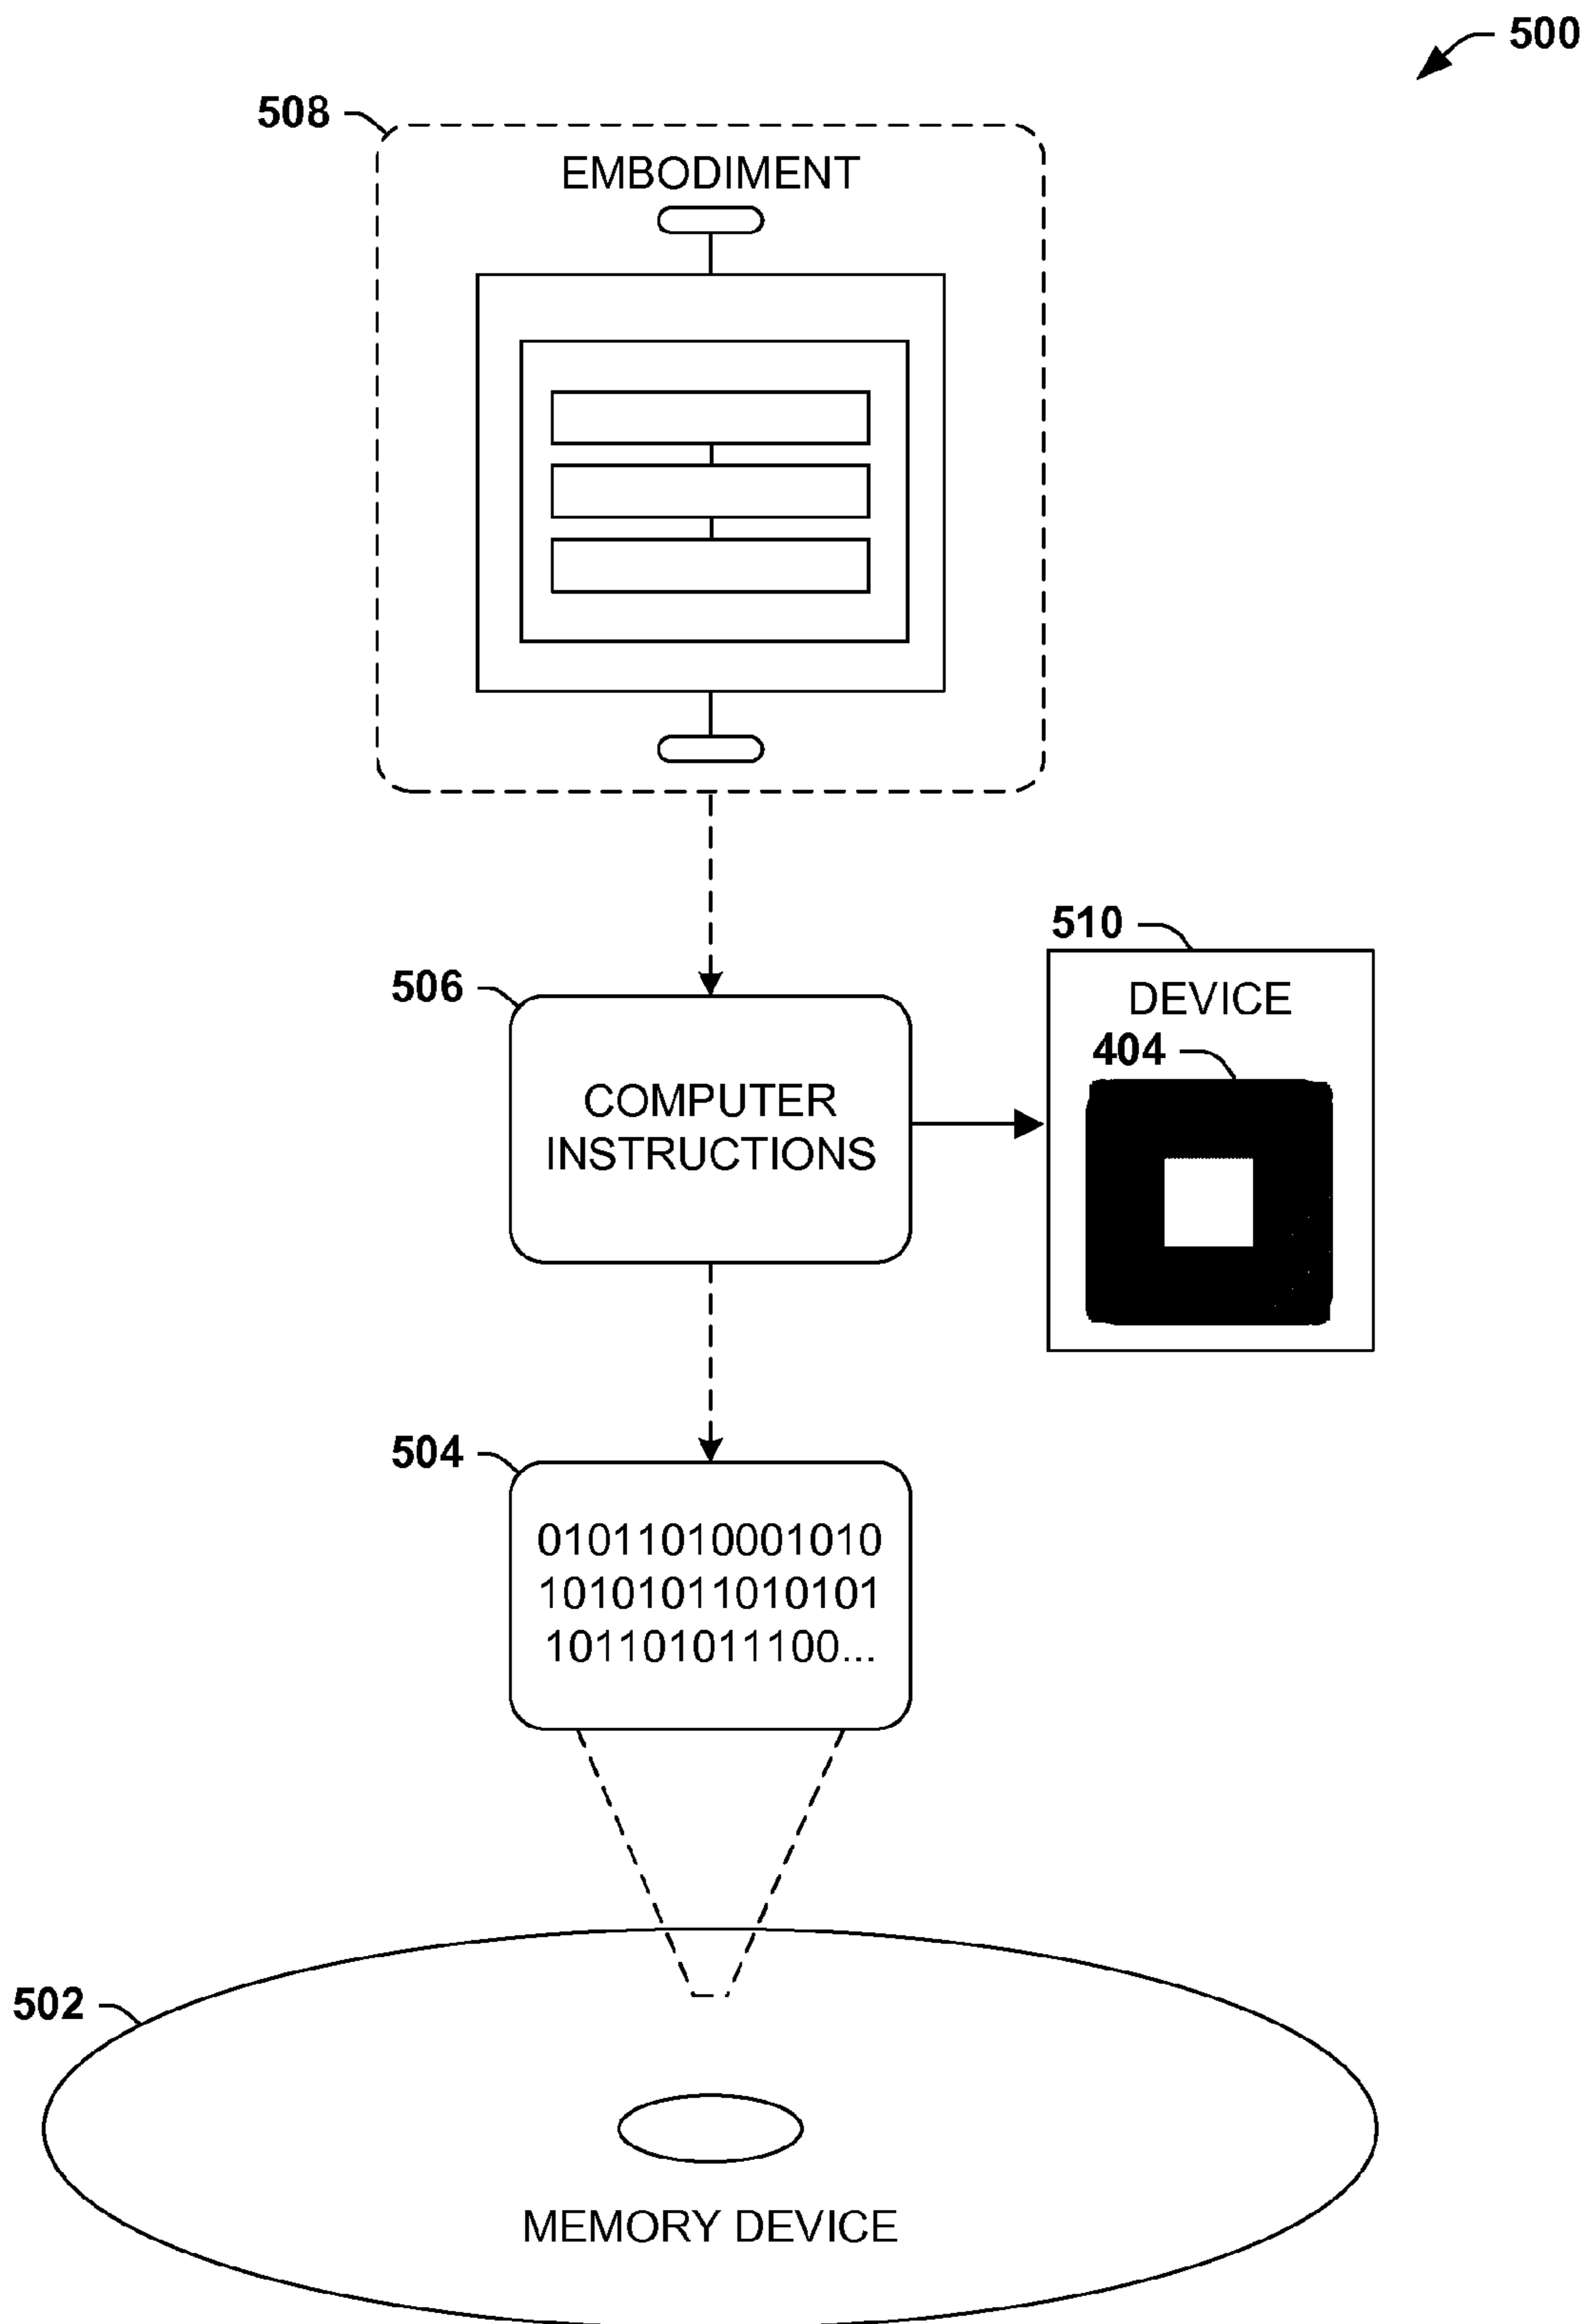 500
508
EMBODIMENT
510
506
DEVICE
404
COMPUTER
INSTRUCTIONS
504
01011010001010
10101011010101
101101011100...
502
MEMORY DEVICE